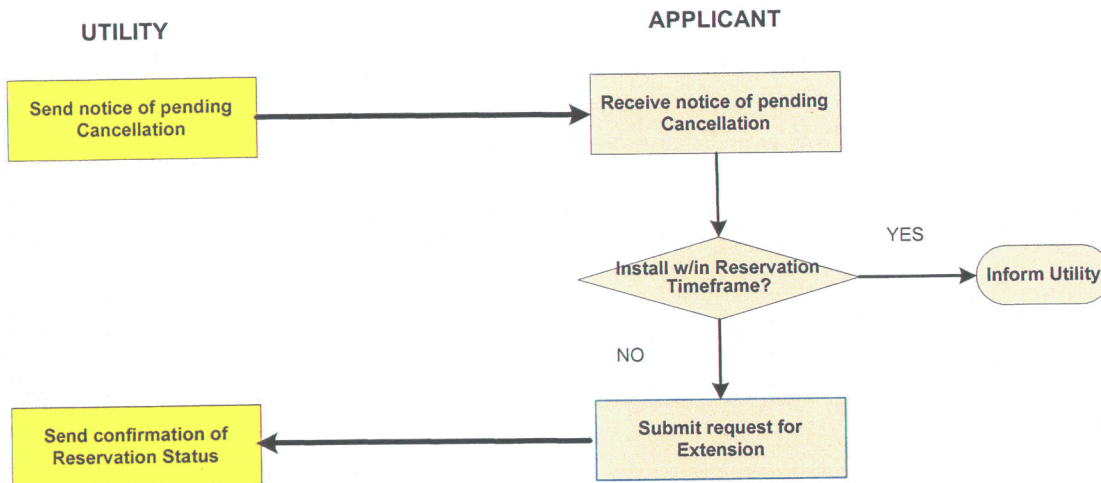 UTILITY
APPLICANT
Send notice of pending
Cancellation
Receive notice of pending
Cancellation
Install w/in Reservation
Timeframe?
YES
Inform Utility
NO
Submit request for
Extension
Send confirmation of
Reservation Status